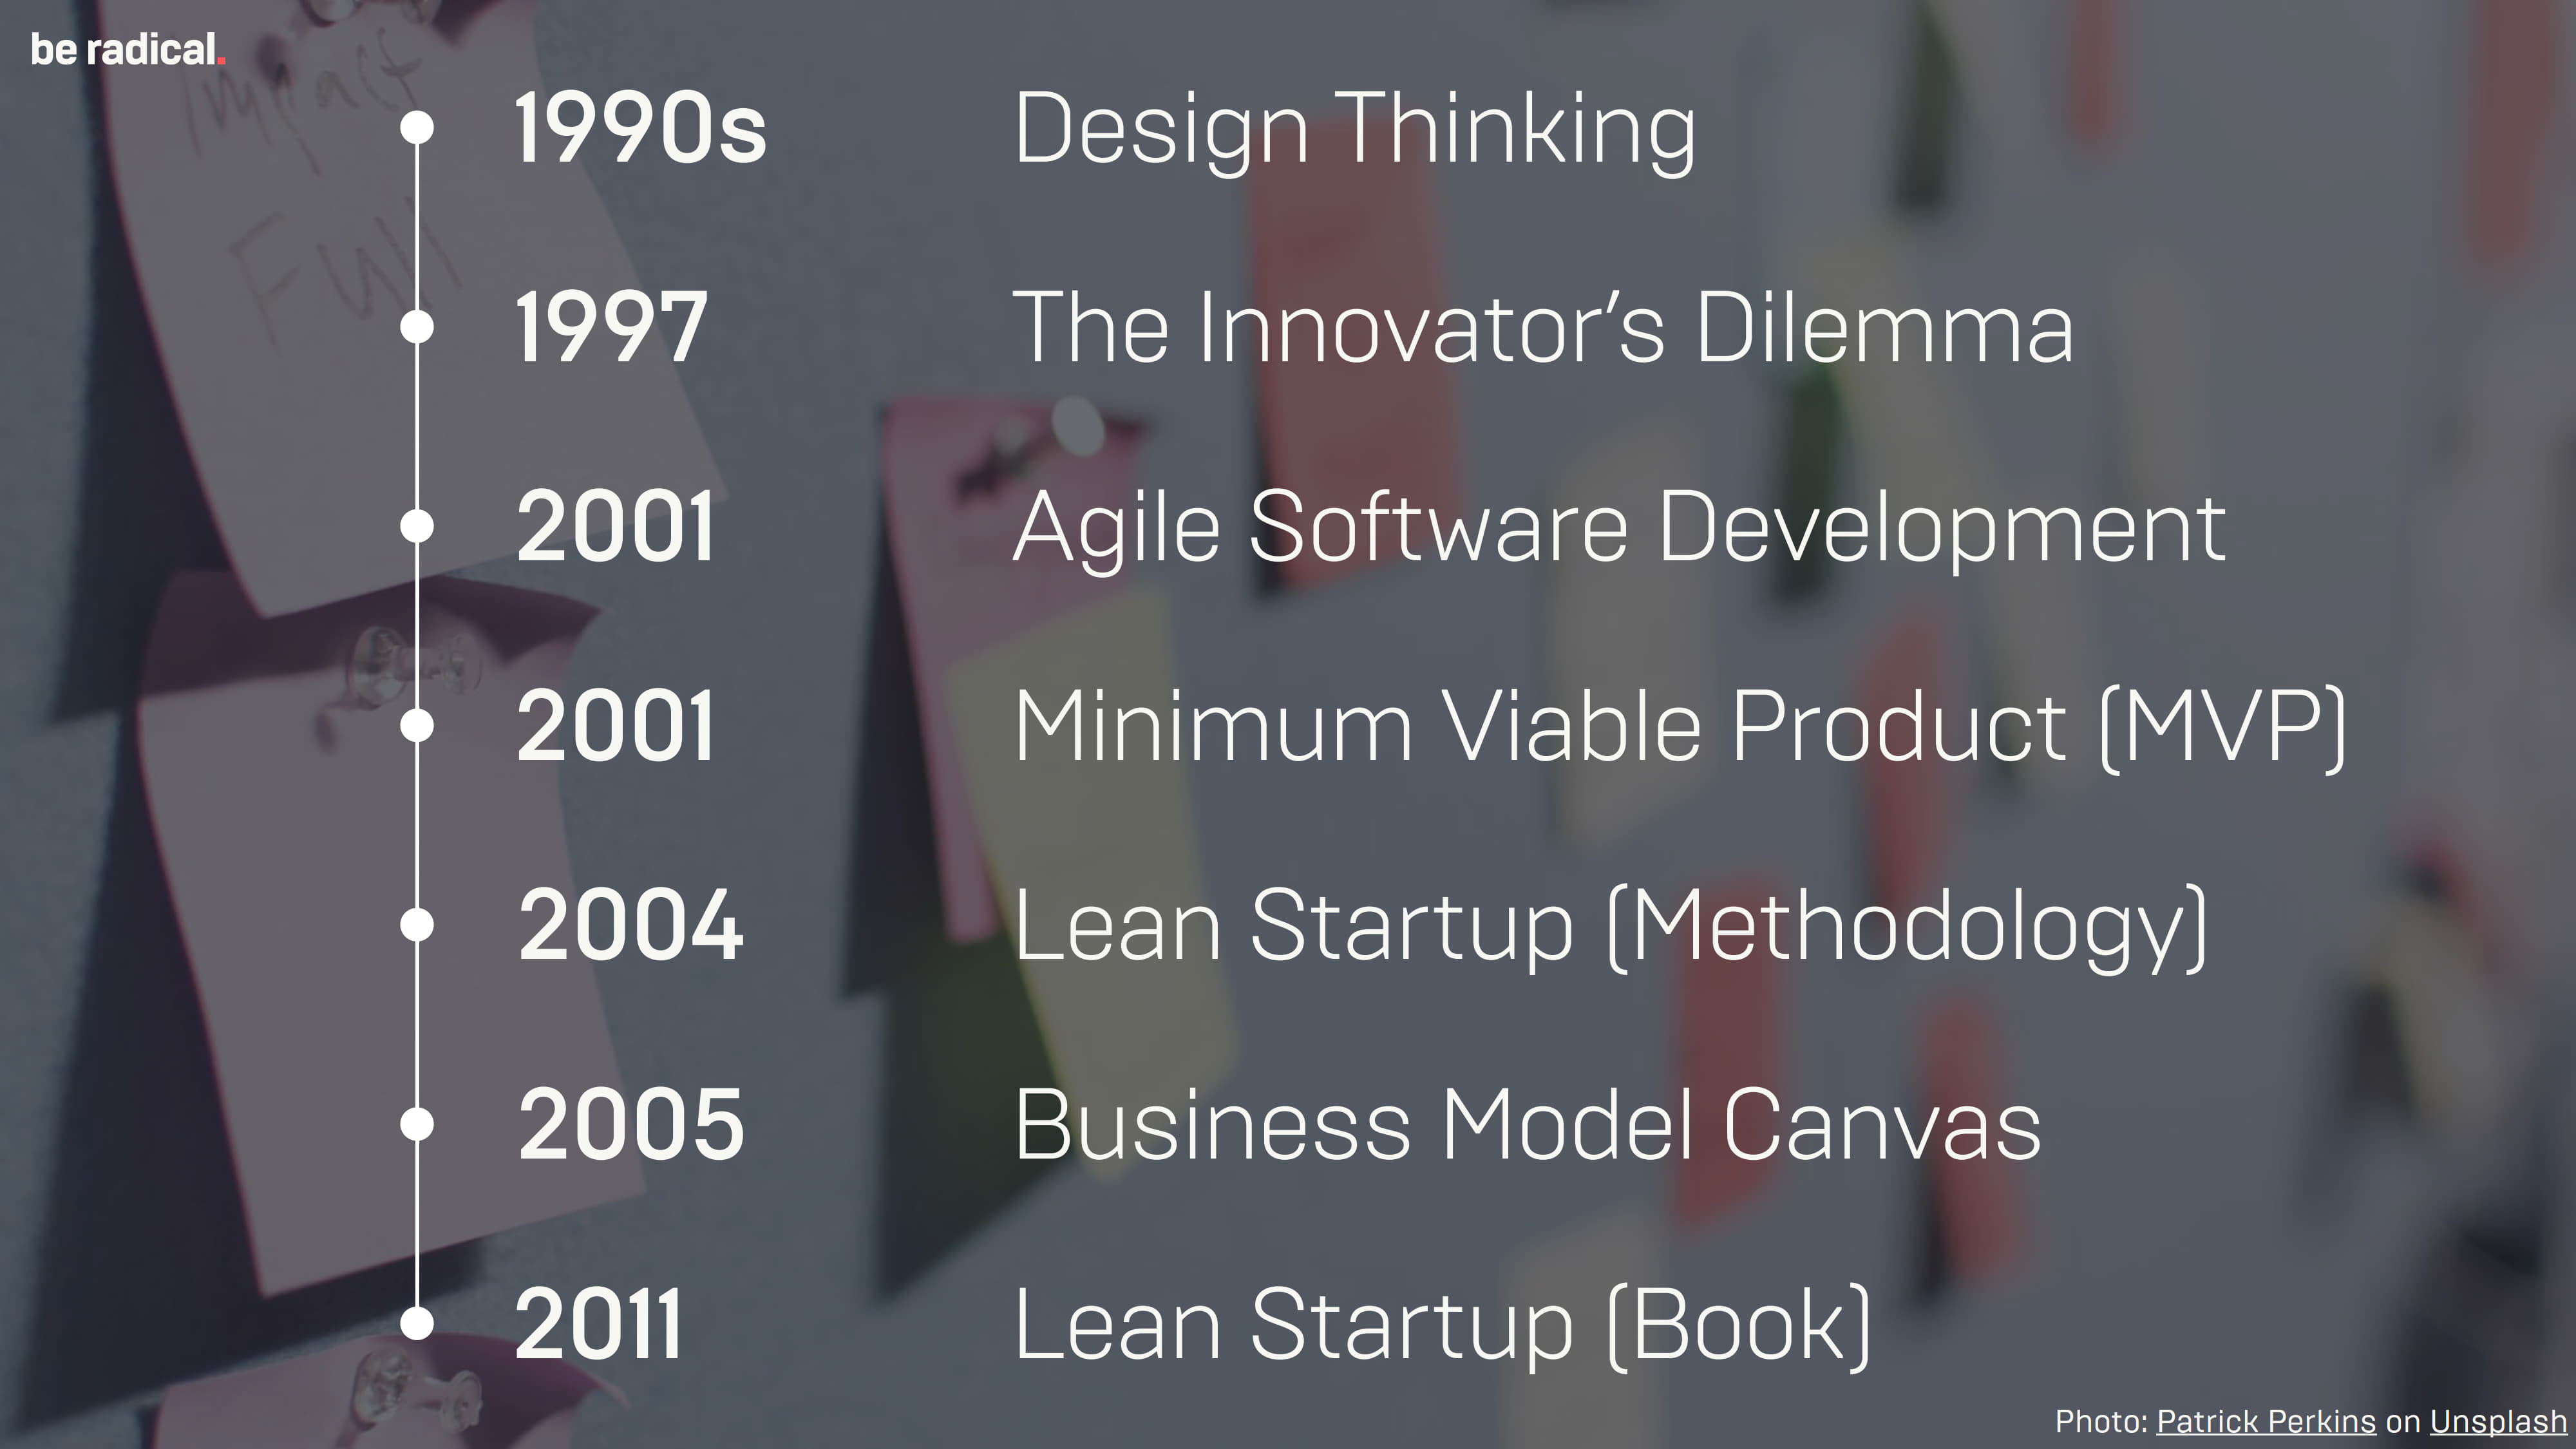 be radical.
Impact
Full
1990s Design Thinking
1997 The Innovator’s Dilemma
2001 Agile Software Development
2001 Minimum Viable Product (MVP)
2004 Lean Startup (Methodology)
2005 Business Model Canvas
2011 Lean Startup (Book)
Photo: Patrick Perkins on Unsplash